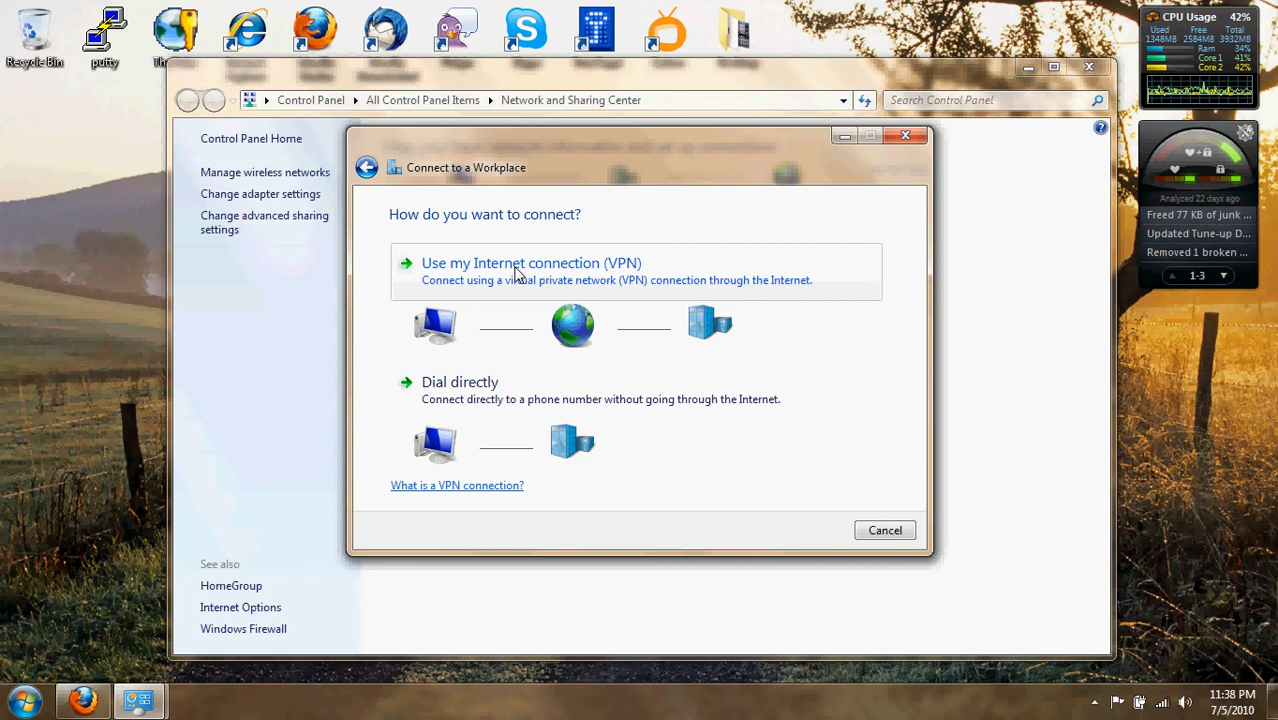 Recycle Bin
putty
Th
CPU Usage 42%
Used Free Total
1348MB 2584MB 3932MB
Ram 34%
Core 1 41%
Core 2 42%
Control Panel
All Control Panel Items
Network and Sharing Center
Search Control Panel
Control Panel Home
Manage wireless networks
Change adapter settings
Change advanced sharing
settings
Connect to a Workplace
How do you want to connect?
Use my Internet connection (VPN)
Connect using a virtual private network (VPN) connection through the Internet.
Dial directly
Connect directly to a phone number without going through the Internet.
What is a VPN connection?
Cancel
See also
HomeGroup
Internet Options
Windows Firewall
Analyzed 22 days ago
Freed 77 KB of junk ...
Updated Tune-up D...
Removed 1 broken ...
1-3
11:38 PM
7/5/2010